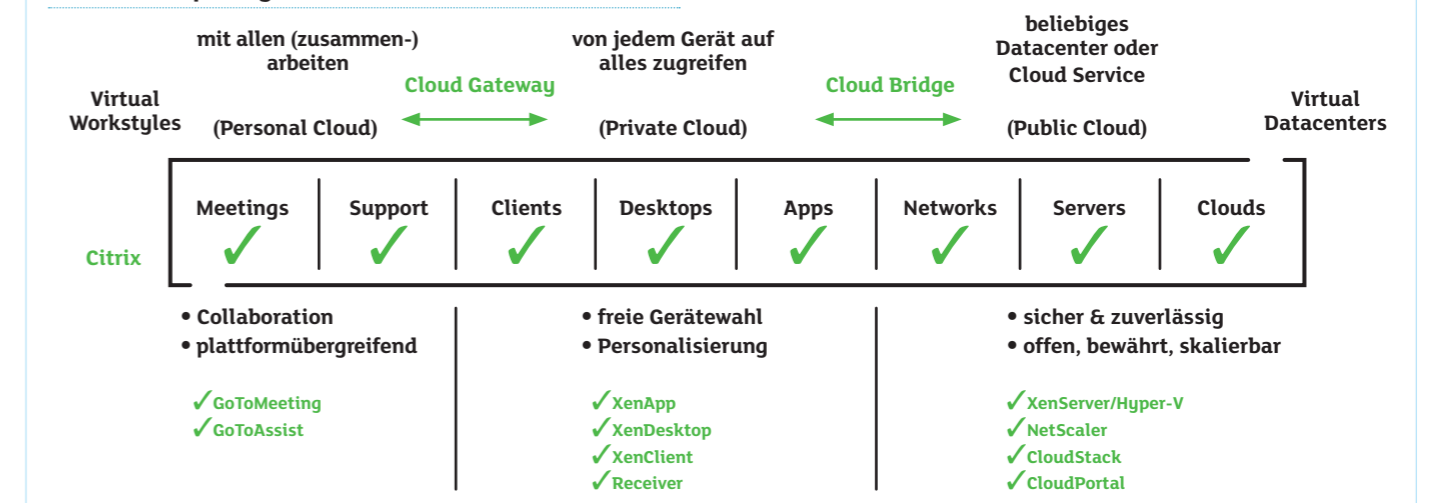 mit allen (zusammen-)
arbeiten
von jedem Gerät auf
alles zugreifen
beliebiges
Datacenter oder
Cloud Service
Cloud Gateway
Cloud Bridge
Virtual
Workstyles
(Personal Cloud)
(Private Cloud)
(Public Cloud)
Virtual
Datacenters
Meetings
Support
Clients
Desktops
Apps
Networks
Servers
Clouds
Citrix
• Collaboration
• plattformübergreifend
✓GoToMeeting
✓GoToAssist
• freie Gerätewahl
• Personalisierung
✓XenApp
✓XenDesktop
✓XenClient
✓Receiver
• sicher & zuverlässig
• offen, bewährt, skalierbar
✓XenServer/Hyper-V
✓NetScaler
✓CloudStack
✓CloudPortal